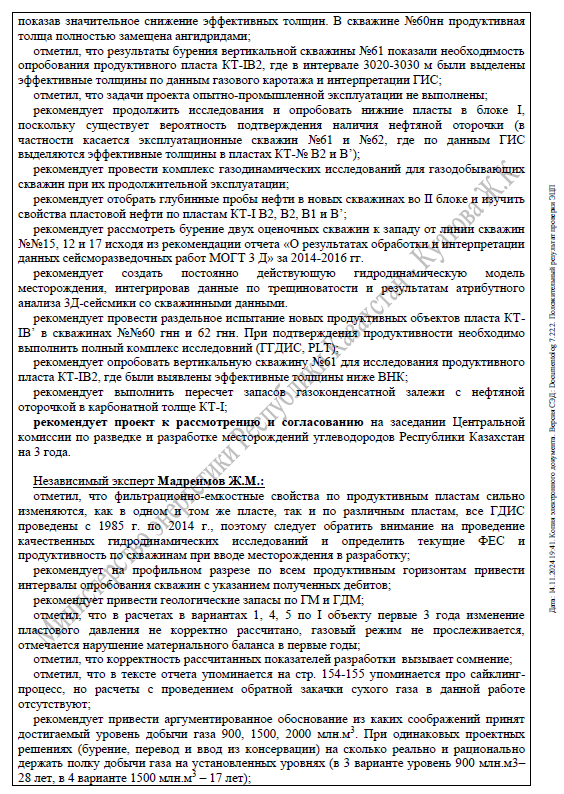 показав значительное снижение эффективных толщин. В скважине №60нн продуктивная
толща полностью замещена ангидридами;
отметил, что результаты бурения вертикальной скважины №61 показали необходимость
опробования продуктивного пласта КТ-IВ2, где в интервале 3020-3030 м были выделены
эффективные толщины по данным газового каротажа и интерпретации ГИС;
отметил, что задачи проекта опытно-промышленной эксплуатации не выполнены;
рекомендует продолжить исследования и опробовать нижние пласты в блоке I,
поскольку существует вероятность подтверждения наличия нефтяной оторочки (в
частности касается эксплуатационные скважин №61 и №62, где по данным ГИС
выделяются эффективные толщины в пластах КТ-№ В2 и В’);
рекомендует провести комплекс газодинамических исследований для газодобывающих
скважин при их продолжительной эксплуатации;
рекомендует отобрать глубинные пробы нефти в новых скважинах во II блоке и изучить
свойства пластовой нефти по пластам КТ-I В2, В2, В1 и В’;
рекомендует рассмотреть бурение двух оценочных скважин к западу от линии скважин
№№15, 12 и 17 исходя из рекомендации отчета «О результатах обработки и интерпретации
данных сейсморазведочных работ МОГТ 3 Д» за 2014-2016 гг.
рекомендует создать постоянно действующую гидродинамическую модель
месторождения, интегрировав данные по трещиноватости и результатам атрибутного
анализа 3Д-сейсмики со скважинными данными.
рекомендует провести раздельное испытание новых продуктивных объектов пласта КТ-
IВ’ в скважинах №№60 гнн и 62 гнн. При подтверждения продуктивности необходимо
выполнить полный комплекс исследовний (ГГДИС, PLT);
рекомендует опробовать вертикальную скважину №61 для исследования продуктивного
пласта КТ-IВ2, где были выявлены эффективные толщины ниже ВНК;
рекомендует выполнить пересчет запасов газоконсдентатной залежи с нефтяной
оторочкой в карбонатной толще КТ-I;
рекомендует проект к рассмотрению и согласованию на заседании Центральной
комиссии по разведке и разработке месторождений углеводородов Республики Казахстан
на 3 года.
Независимый эксперт Мадреимов Ж.М.:
отметил, что фильтрационно-емкостные свойства по продуктивным пластам сильно
изменяются, как в одном и том же пласте, так и по различным пластам, все ГДИС
проведены с 1985 г. по 2014 г., поэтому следует обратить внимание на проведение
качественных гидродинамических исследований и определить текущие ФЕС и
продуктивность по скважинам при вводе месторождения в разработку;
рекомендует на профильном разрезе по всем продуктивным горизонтам привести
интервалы опробования скважин с указанием полученных дебитов;
рекомендует привести геологические запасы по ГМ и ГДМ;
отметил, что в расчетах в вариантах 1, 4, 5 по I объекту первые 3 года изменение
пластового давления не корректно рассчитано, газовый режим не прослеживается,
отмечается нарушение материального баланса в первые годы;
отметил, что корректность рассчитанных показателей разработки вызывает сомнение;
отметил, что в тексте отчета упоминается на стр. 154-155 упоминается про сайклинг-
процесс, но расчеты с проведением обратной закачки сухого газа в данной работе
отсутствуют;
рекомендует привести аргументированное обоснование из каких соображений принят
достигаемый уровень добычи газа 900, 1500, 2000 млн.м3. При одинаковых проектных
решениях (бурение, перевод и ввод из консервации) на сколько реально и рационально
держать полку добычи газа на установленных уровнях (в 3 варианте уровень 900 млн.м3–
28 лет, в 4 варианте 1500 млн.м3 – 17 лет);
Министерство энергетики Республики Казахстан, Куатова Ж.К.
Дата: 14.11.2024 19:41. Копия электронного документа. Версия СЭД: Documentolog 7.22.2. Положительный результат проверки ЭЦП